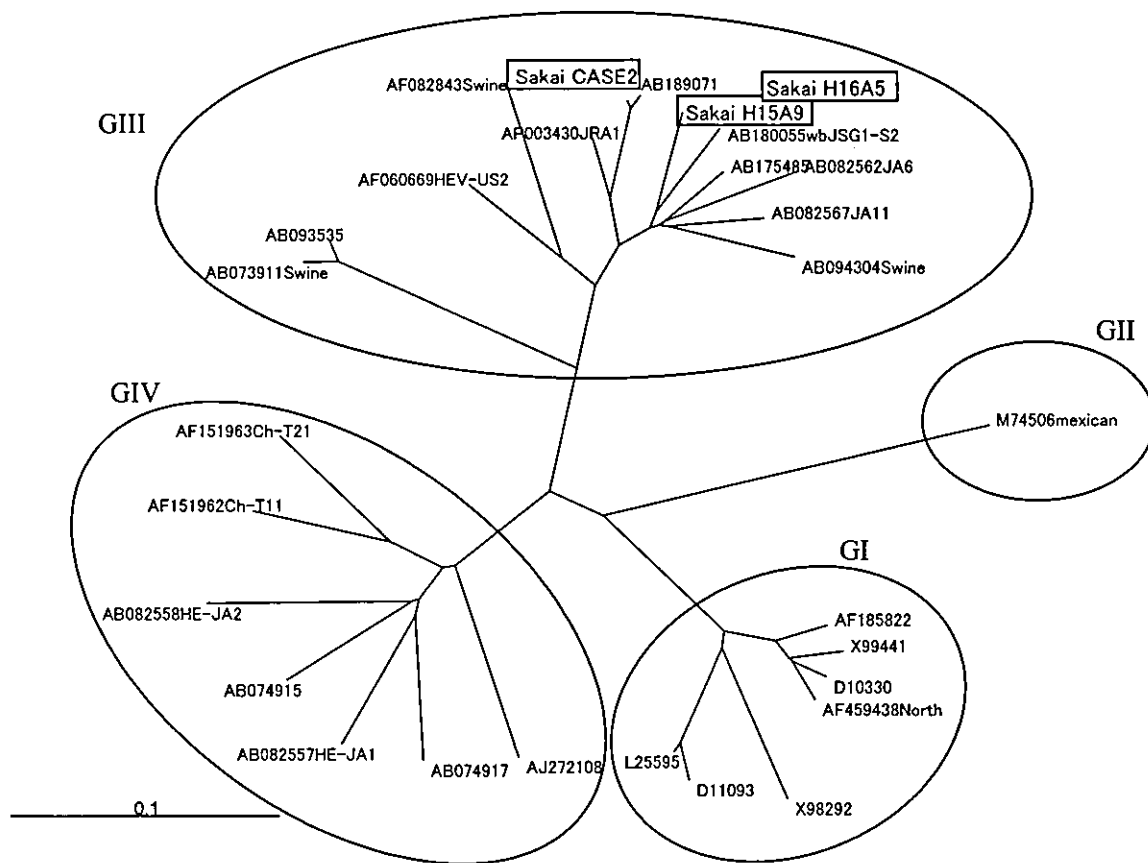 GIII
AF082843Swine
Sakai CASE2
AB189071
Sakai H16A5
Sakai H15A9
AP003430JRA1
AB180055wbJSG1-S2
AF060669HEV-US2
AB175485
AB082562JA6
AB082567JA11
AB093535
AB073911Swine
AB094304Swine
GII
M74506mexican
GIV
AF151963Ch-T21
AF151962Ch-T11
AB082558HE-JA2
AB074915
AB082557HE-JA1
AB074917
AJ272108
GI
AF185822
X99441
D10330
AF459438North
L25595
D11093
X98292
0.1